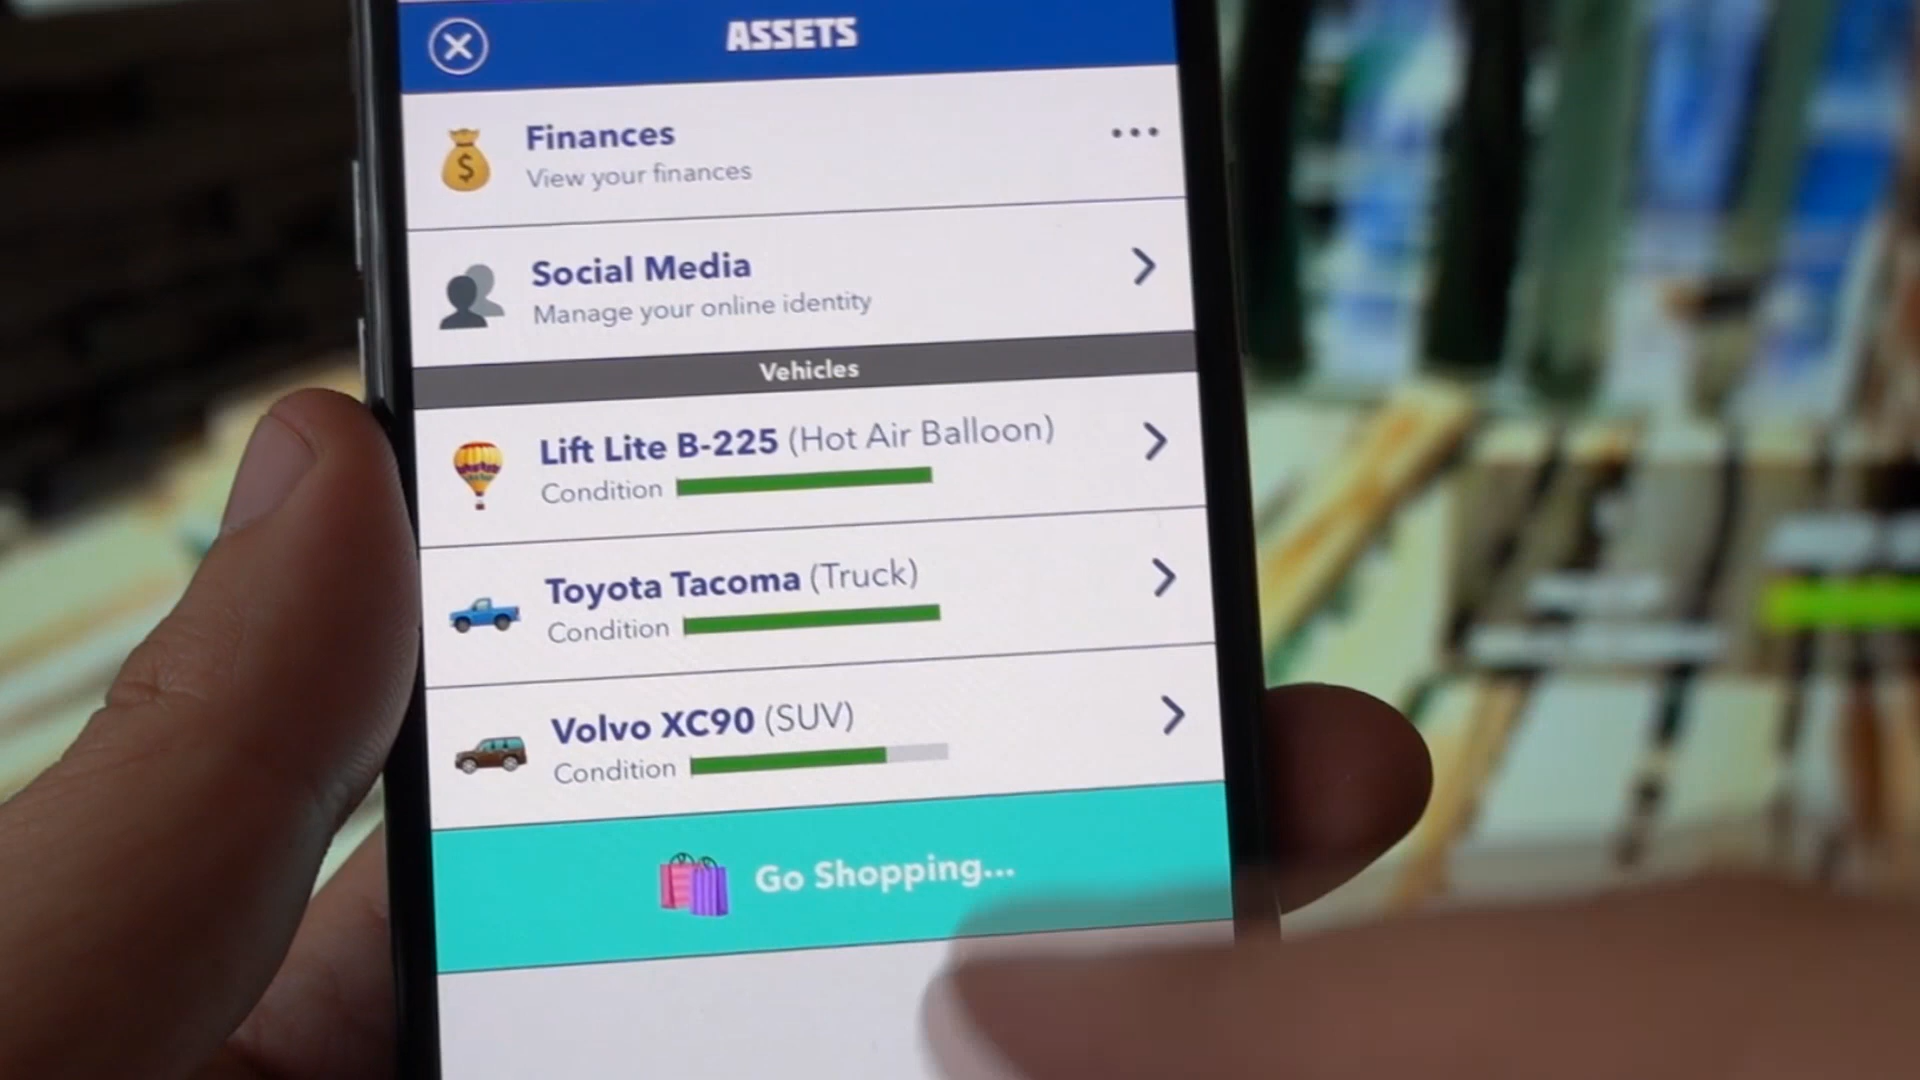 ASSETS
Finances
View your finances
Social Media
Manage your online identity
Vehicles
Lift Lite B-225 (Hot Air Balloon)
Condition
Toyota Tacoma (Truck)
Condition
Volvo XC90 (SUV)
Condition
Go Shopping...